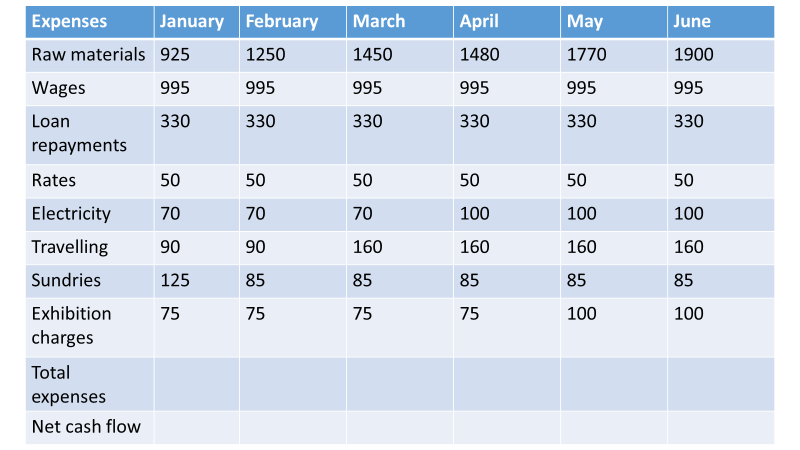 Expenses January February March April May June
Raw materials 925 1250 1450 1480 1770 1900
Wages 995 995 995 995 995 995
Loan 330 330 330 330 330 330
repayments
Rates 50 50 50 50 50 50
Electricity 70 70 70 100 100 100
Travelling 90 90 160 160 160 160
Sundries 125 85 85 85 85 85
Exhibition 75 75 75 75 100 100
charges
Total
expenses
Net cash flow